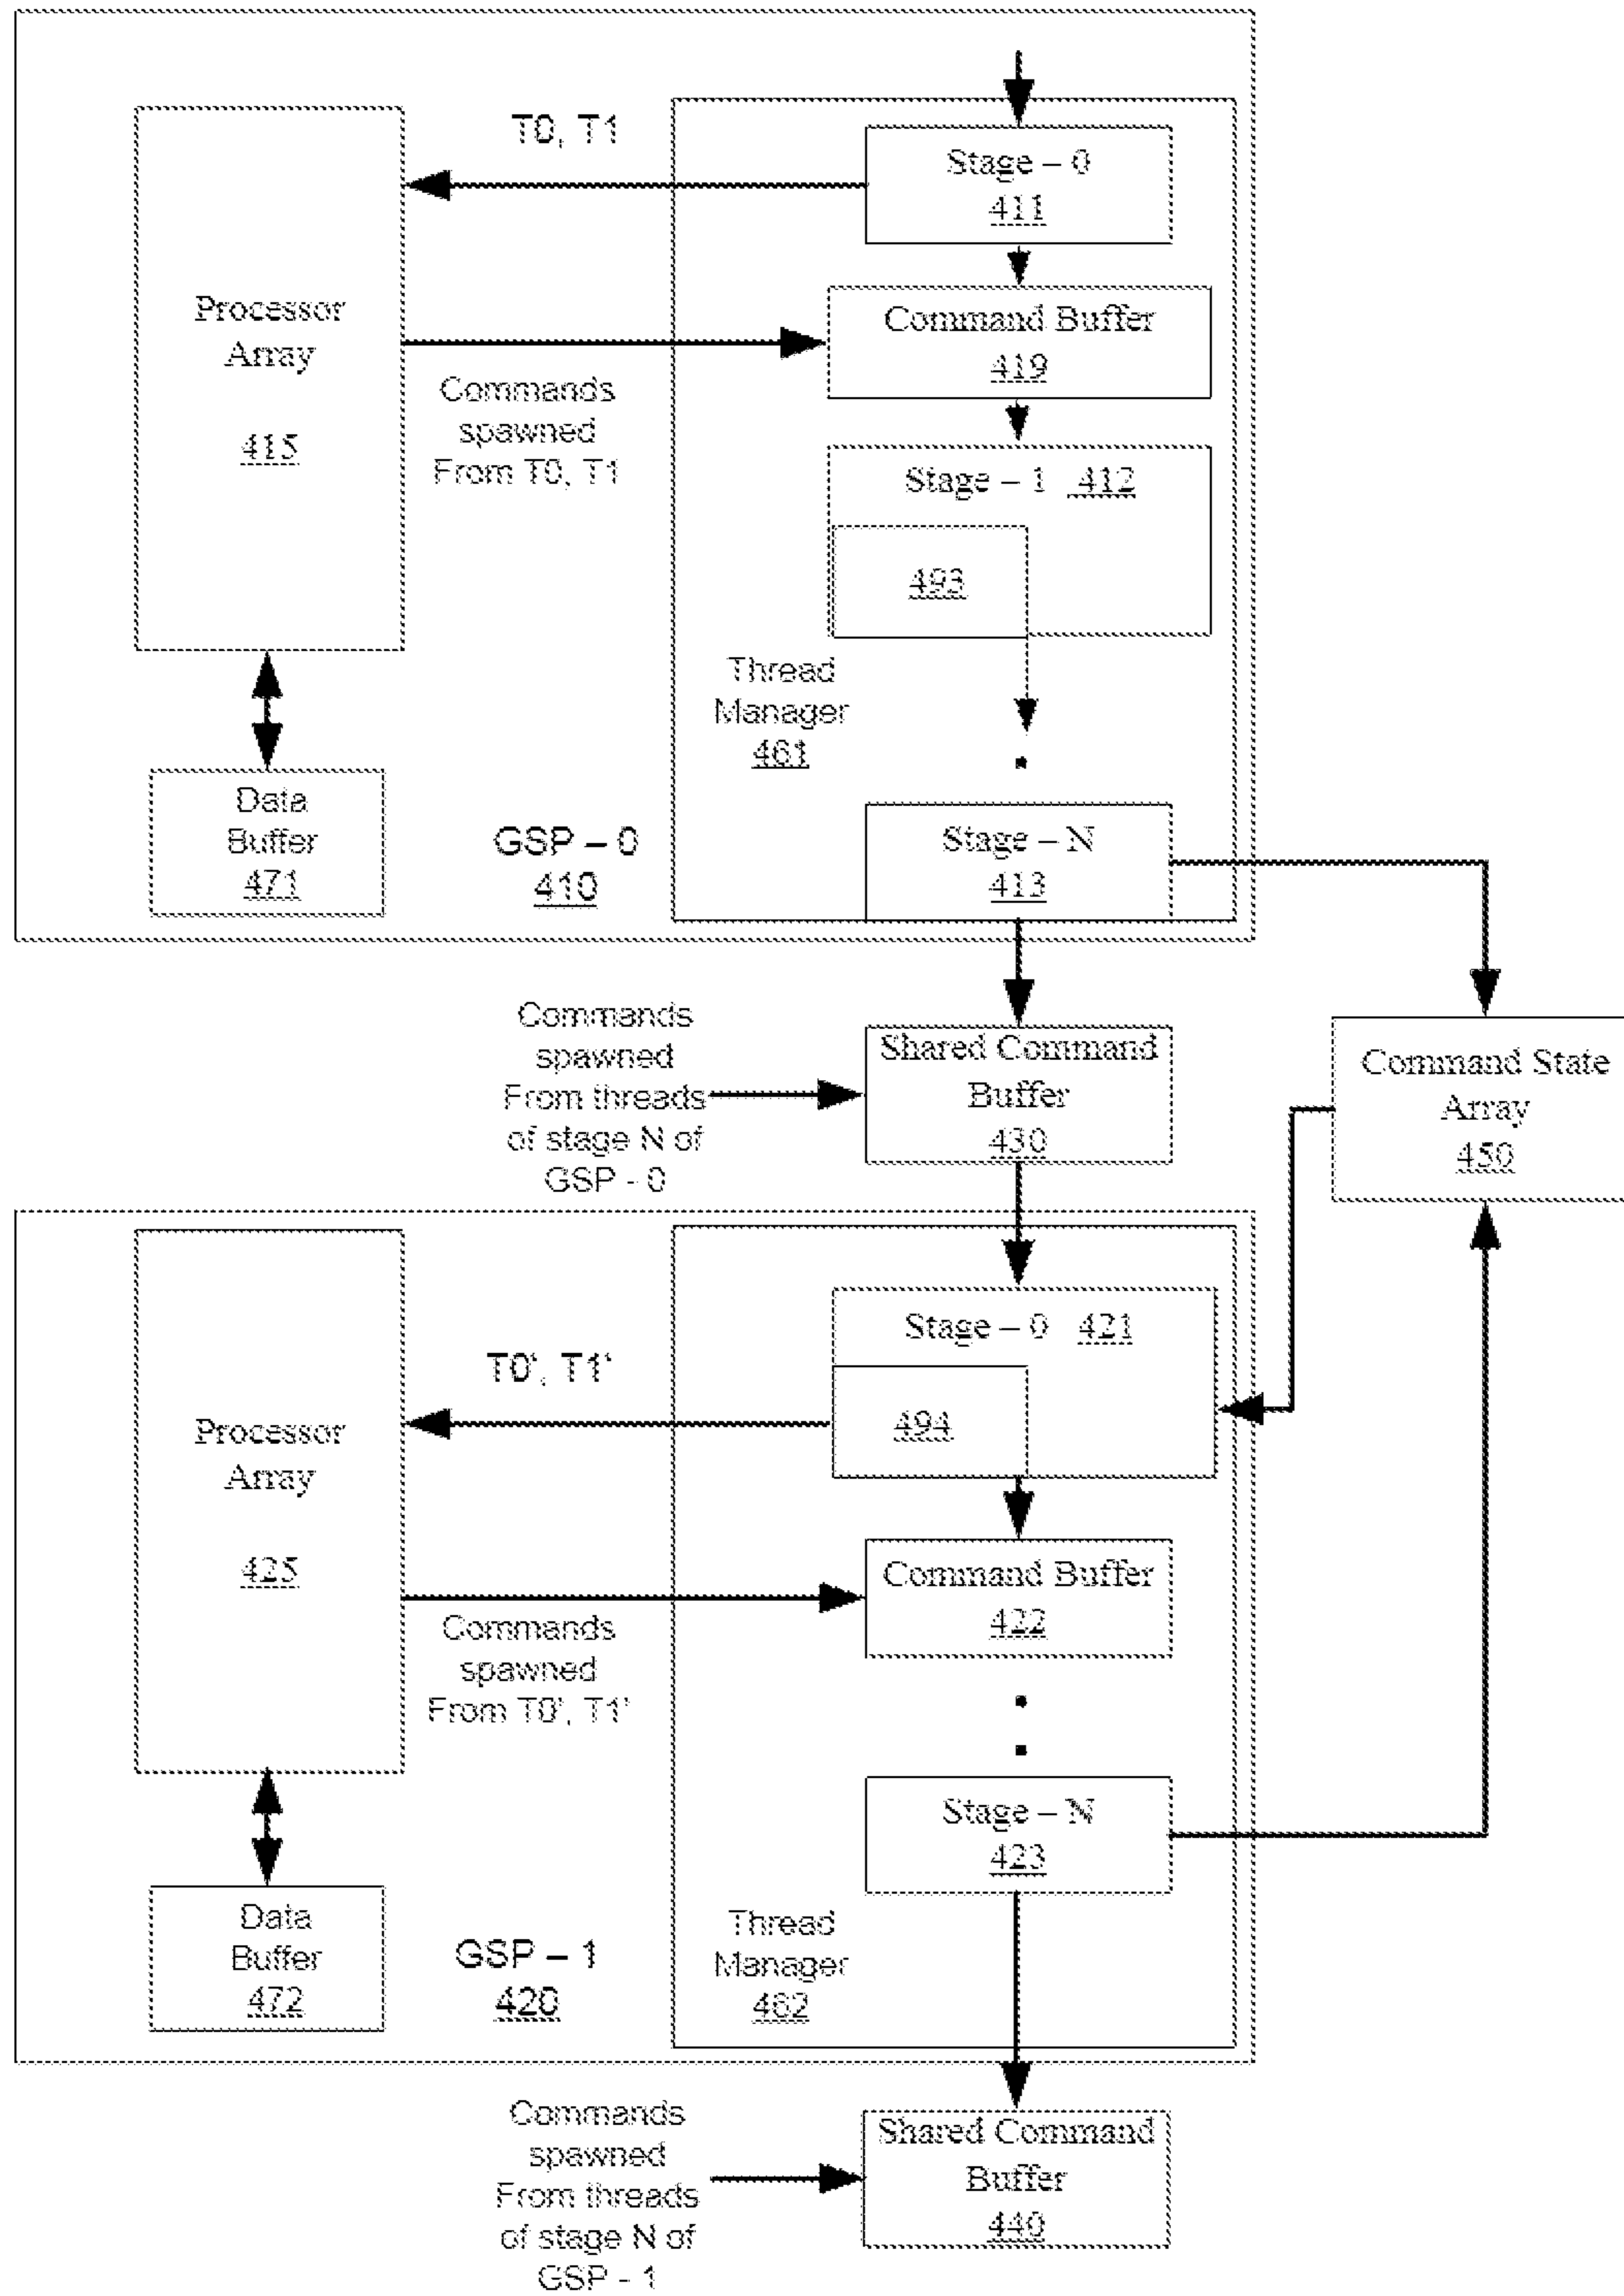 T0, T1
Stage – 0
411
Processor
Array
415
Command Buffer
419
Commands
spawned
From T0, T1
Stage – 1 412
493
Thread
Manager
461
Data
Buffer
471
GSP – 0
410
Stage – N
413
Commands
spawned
From threads
of stage N of
GSP - 0
Shared Command
Buffer
430
Command State
Array
450
Stage – 0 421
T0', T1'
494
Processor
Array
425
Command Buffer
422
Commands
spawned
From T0', T1'
Stage – N
423
Data
Buffer
472
GSP – 1
420
Thread
Manager
462
Commands
spawned
From threads
of stage N of
GSP - 1
Shared Command
Buffer
440